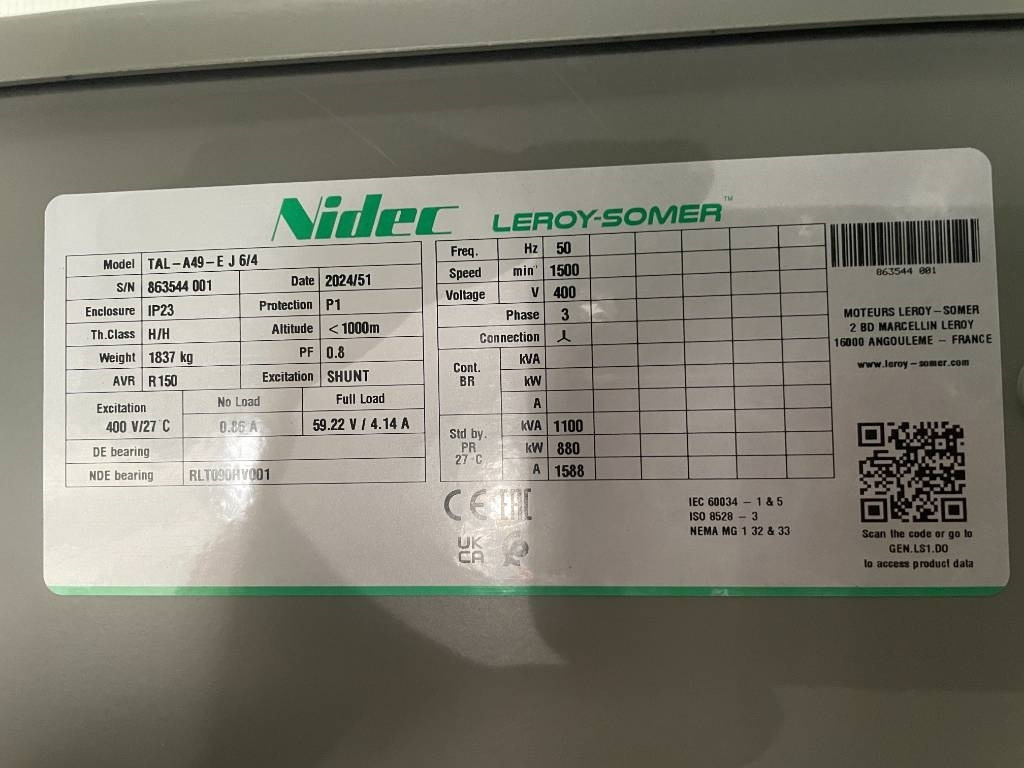 Nidec LEROY-SOMER™
Model TAL-A49-E J 6/4
S/N 863544 001 Date 2024/51
Enclosure IP23 Protection P1
Th.Class H/H Altitude < 1000m
Weight 1837 kg PF 0.8
AVR R150 Excitation SHUNT
Excitation No Load Full Load
400 V/27°C 0.86 A 59.22 V / 4.14 A
DE bearing
NDE bearing RLT090HV001
Freq. Hz 50
Speed min⁻¹ 1500
Voltage V 400
Phase 3
Connection
Cont. BR kVA
kW
A
Std by. PR 27°C kVA 1100
kW 880
A 1588
CE EAC
UK
CA
IEC 60034 - 1 & 5
ISO 8528 - 3
NEMA MG 1 32 & 33
863544 001
MOTEURS LEROY-SOMER
2 BD MARCELLIN LEROY
16000 ANGOULEME - FRANCE
www.leroy-somer.com
Scan the code or go to
GEN.LS1.DO
to access product data